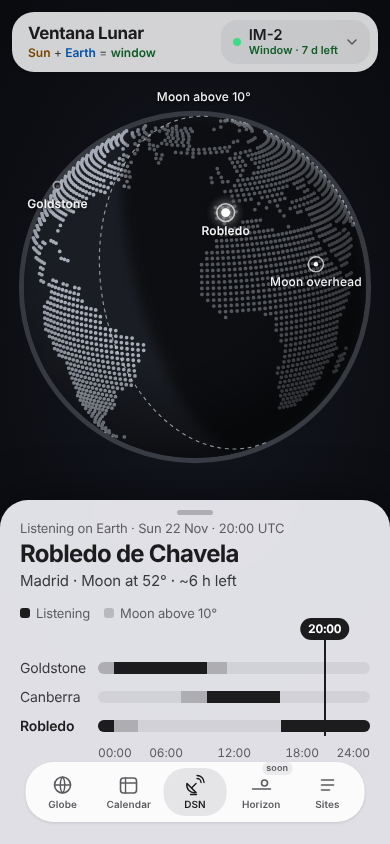 Ventana Lunar
Sun + Earth = window
IM-2
Window · 7 d left
Moon above 10°
Goldstone
Robledo
Moon overhead
Listening on Earth · Sun 22 Nov · 20:00 UTC
Robledo de Chavela
Madrid · Moon at 52° · ~6 h left
Listening
Moon above 10°
20:00
Goldstone
Canberra
Robledo
00:00 06:00 12:00 18:00 24:00
soon
Globe Calendar DSN Horizon Sites